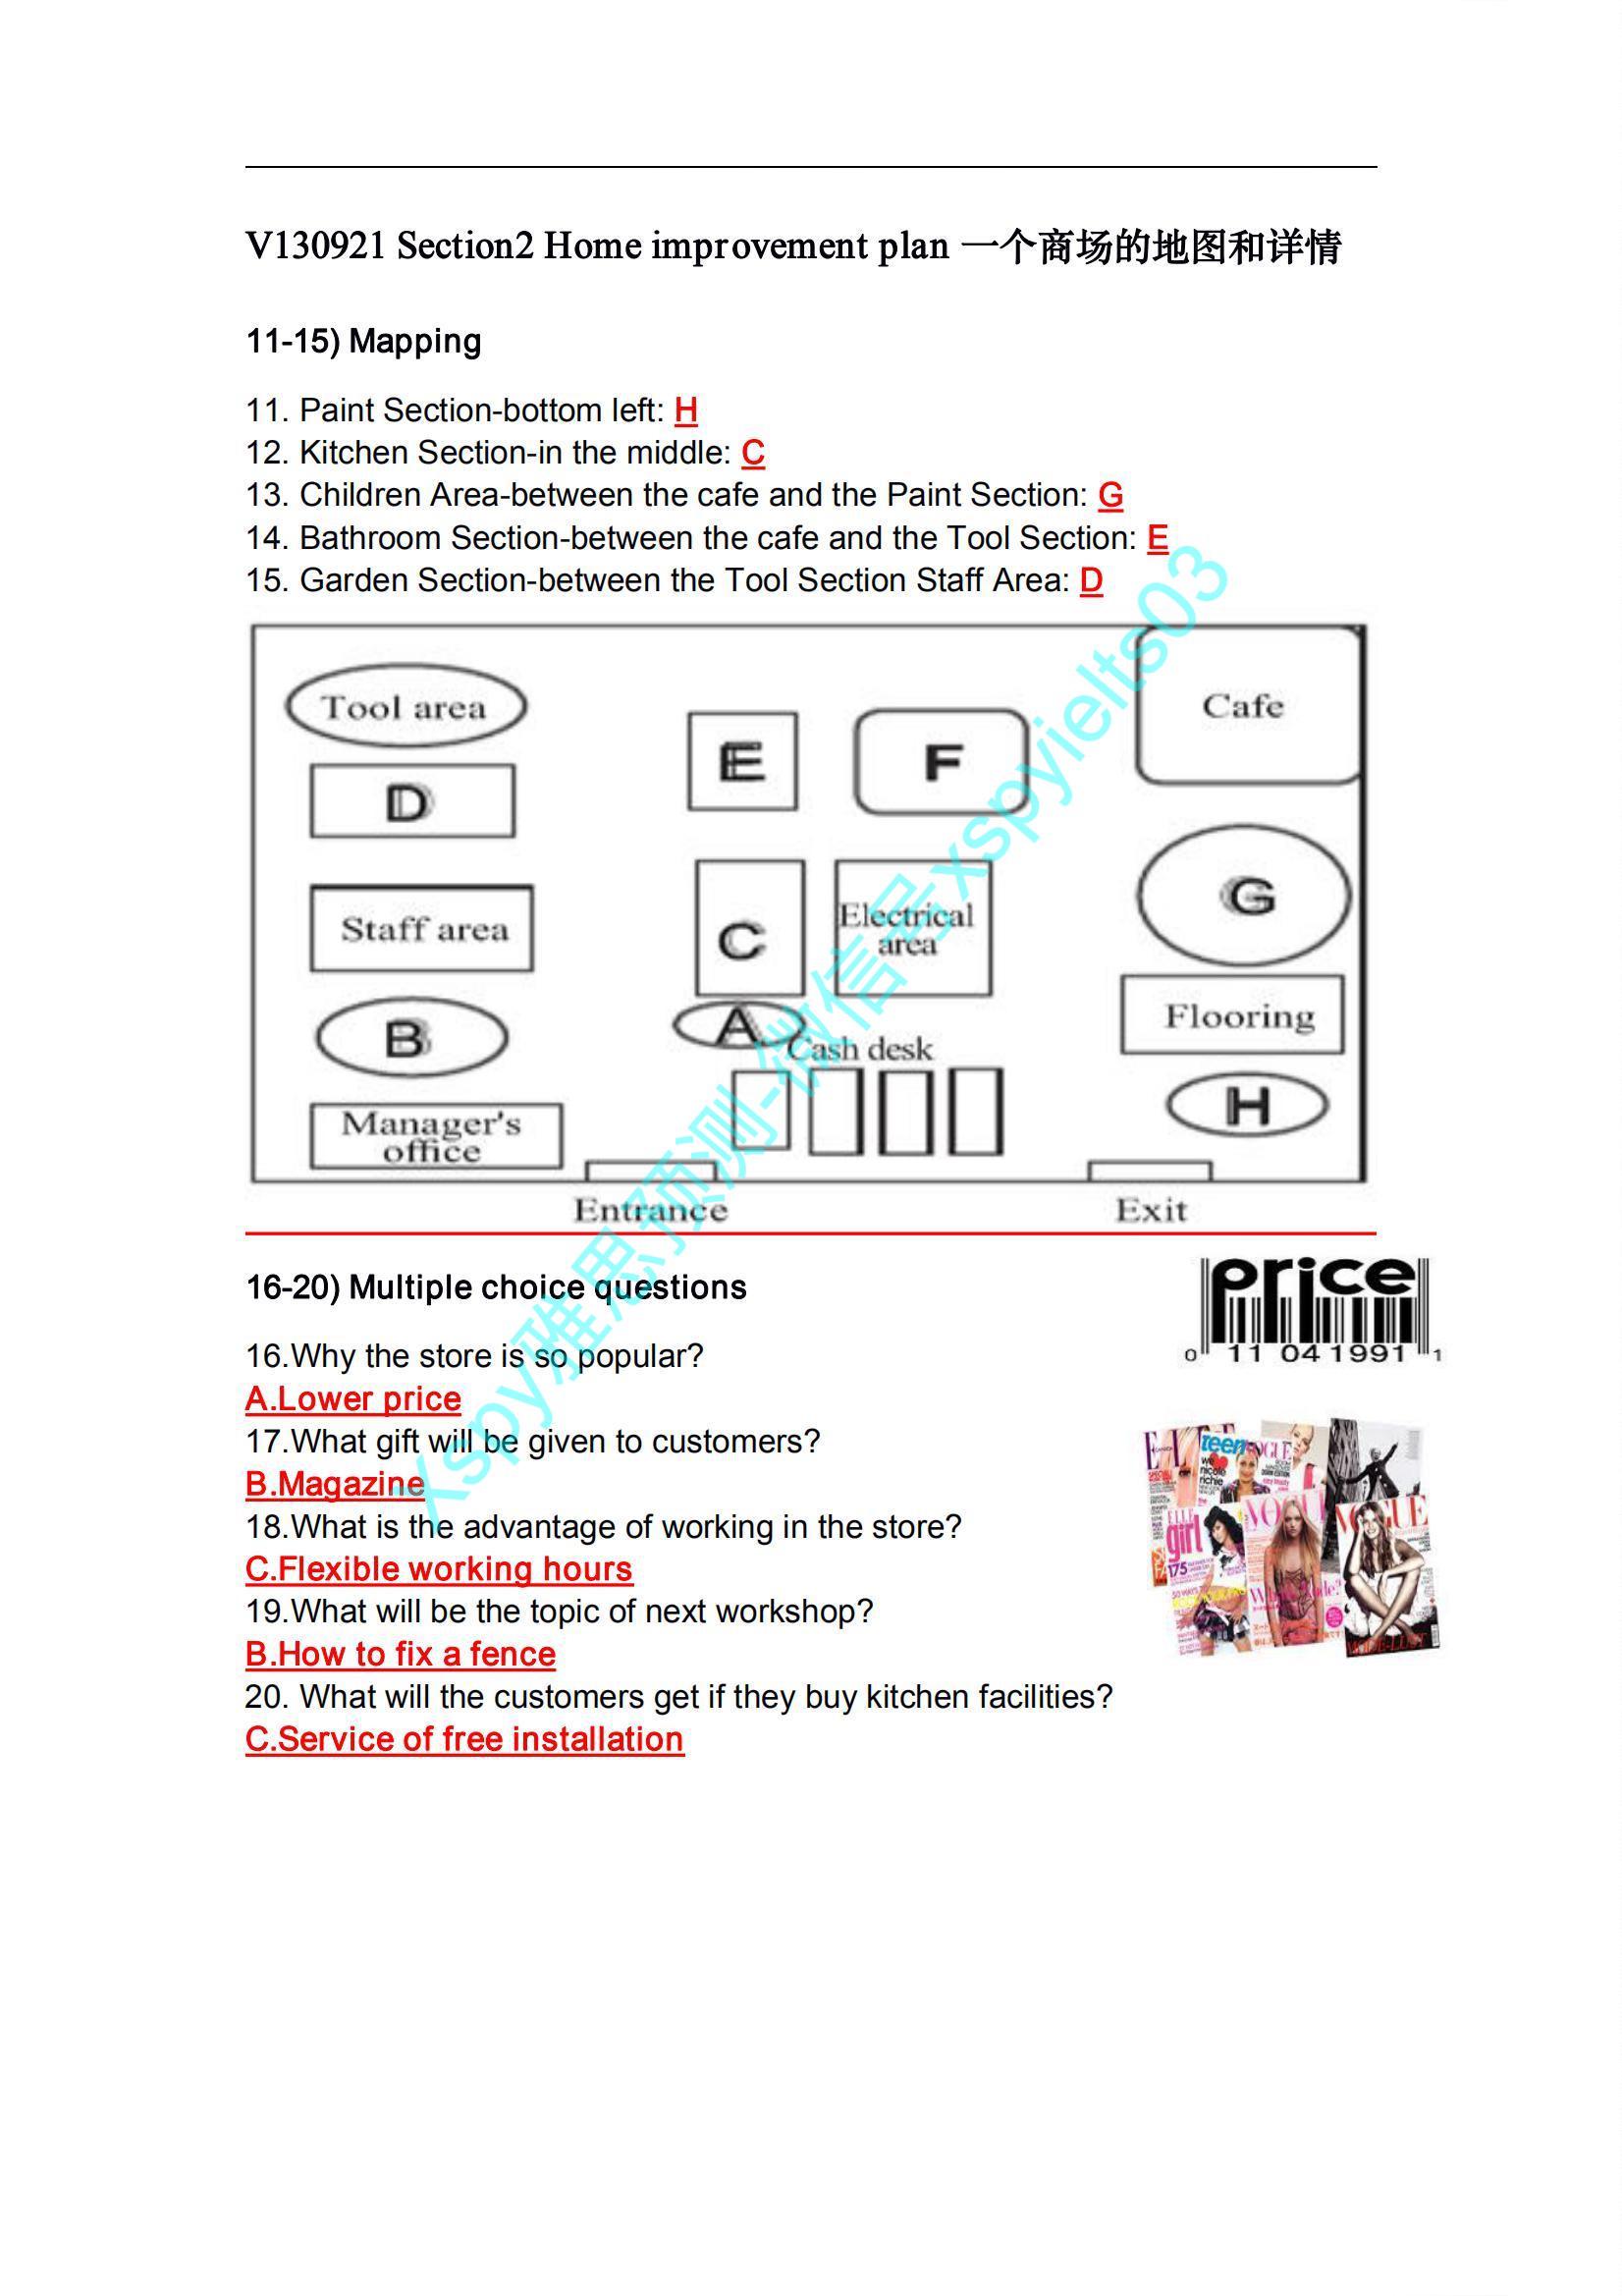 V130921 Section2 Home improvement plan 一个商场的地图和详情
11-15) Mapping
11. Paint Section-bottom left: H
12. Kitchen Section-in the middle: C
13. Children Area-between the cafe and the Paint Section: G
14. Bathroom Section-between the cafe and the Tool Section: E
15. Garden Section-between the Tool Section Staff Area: D
Tool area
E
F
Cafe
D
G
Staff area
C
Electrical
area
Flooring
B
A
Cash desk
H
Manager's
office
Entrance
Exit
16-20) Multiple choice questions
price
0 11 04 1991 1
16.Why the store is so popular?
A.Lower price
17.What gift will be given to customers?
B.Magazine
18.What is the advantage of working in the store?
C.Flexible working hours
19.What will be the topic of next workshop?
B.How to fix a fence
20. What will the customers get if they buy kitchen facilities?
C.Service of free installation
teen VOGUE
we
nicole
richie
ELLE
girl
175
VOGUE
VOGUE
xspy雅思预测-微信号xspyielts03